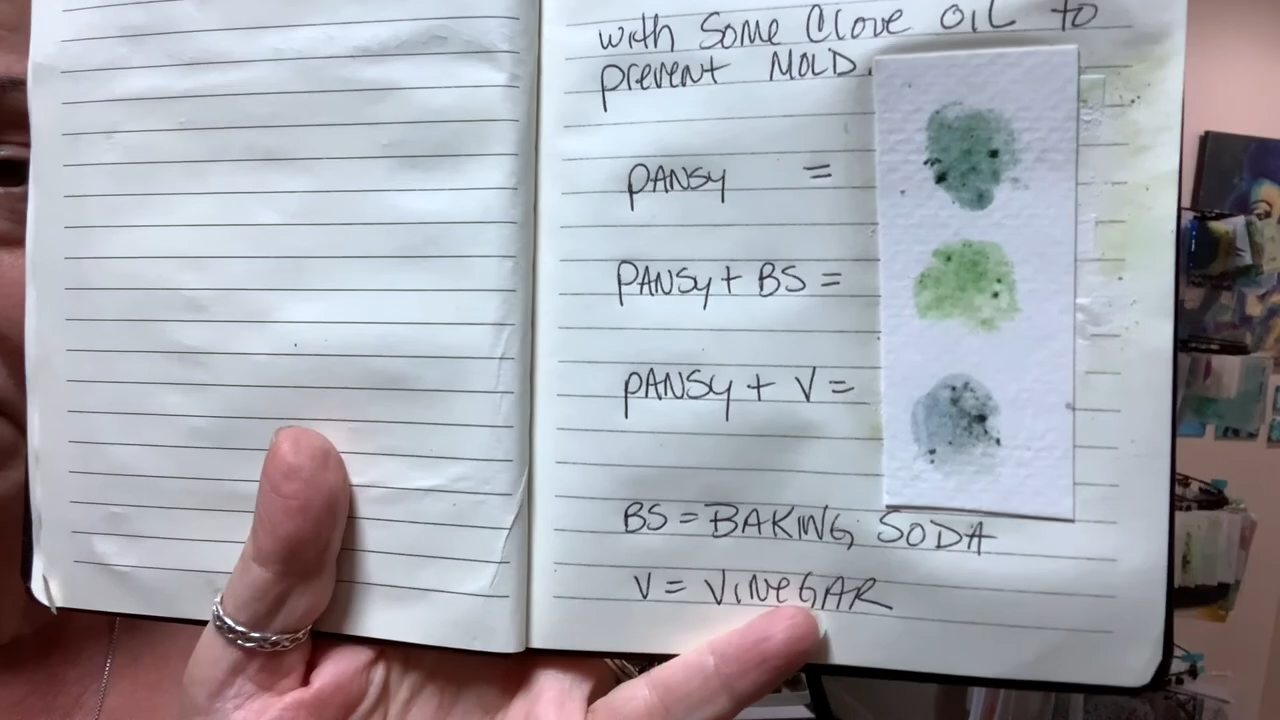 with Some Clove OIL to
prevent MOLD.
PANSY =
PANSY + BS =
PANSY + V =
BS = BAKING SODA
V = VINEGAR